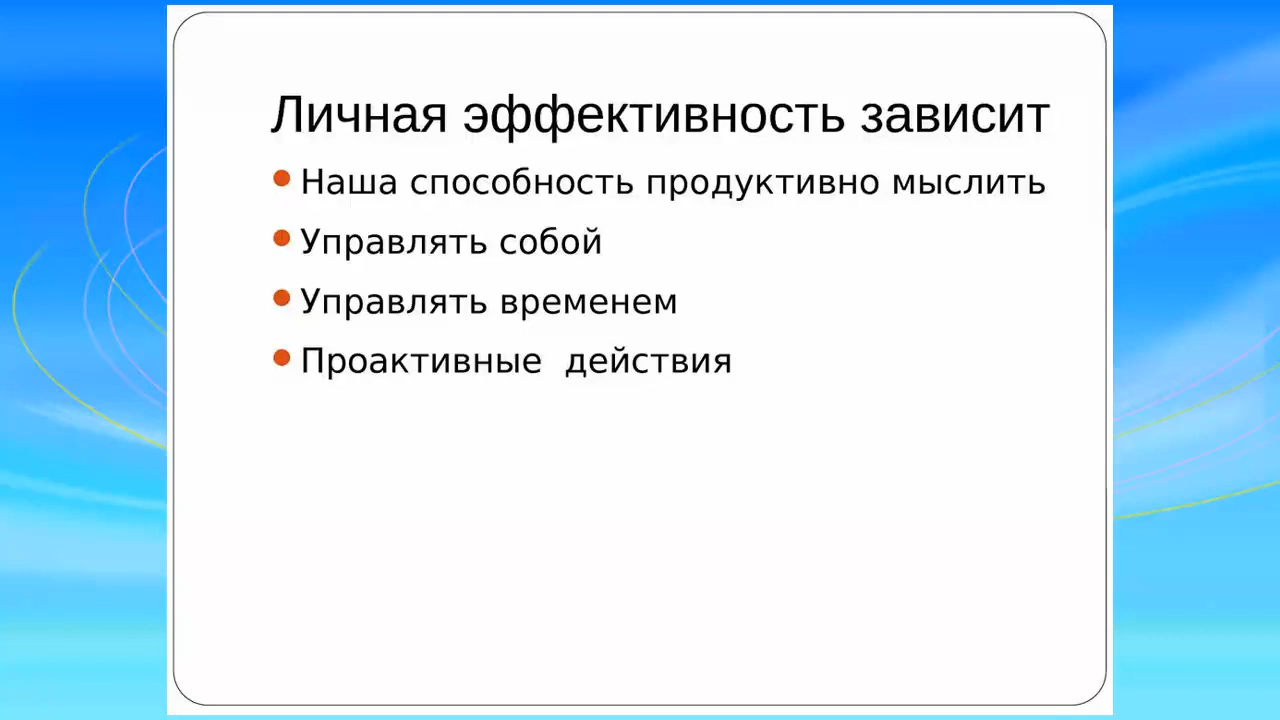 Личная эффективность зависит
Наша способность продуктивно мыслить
Управлять собой
Управлять временем
Проактивные  действия